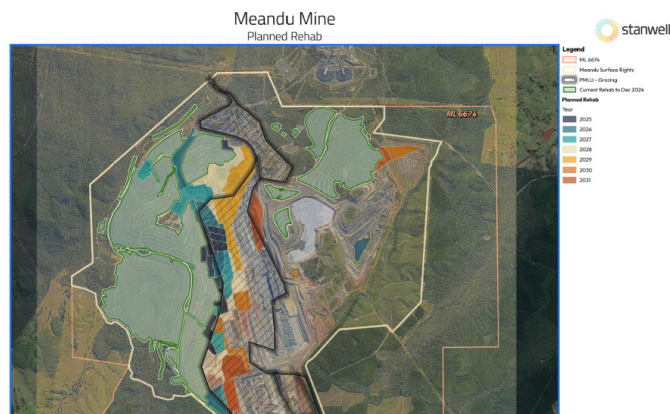 Meandu Mine
Planned Rehab
stanwell
Legend
ML 6674
Meandu Surface Rights
PMLU - Grazing
Current Rehab to Dec 2024
Planned Rehab
Year
2025
2026
2027
2028
2029
2030
2031
ML 6674